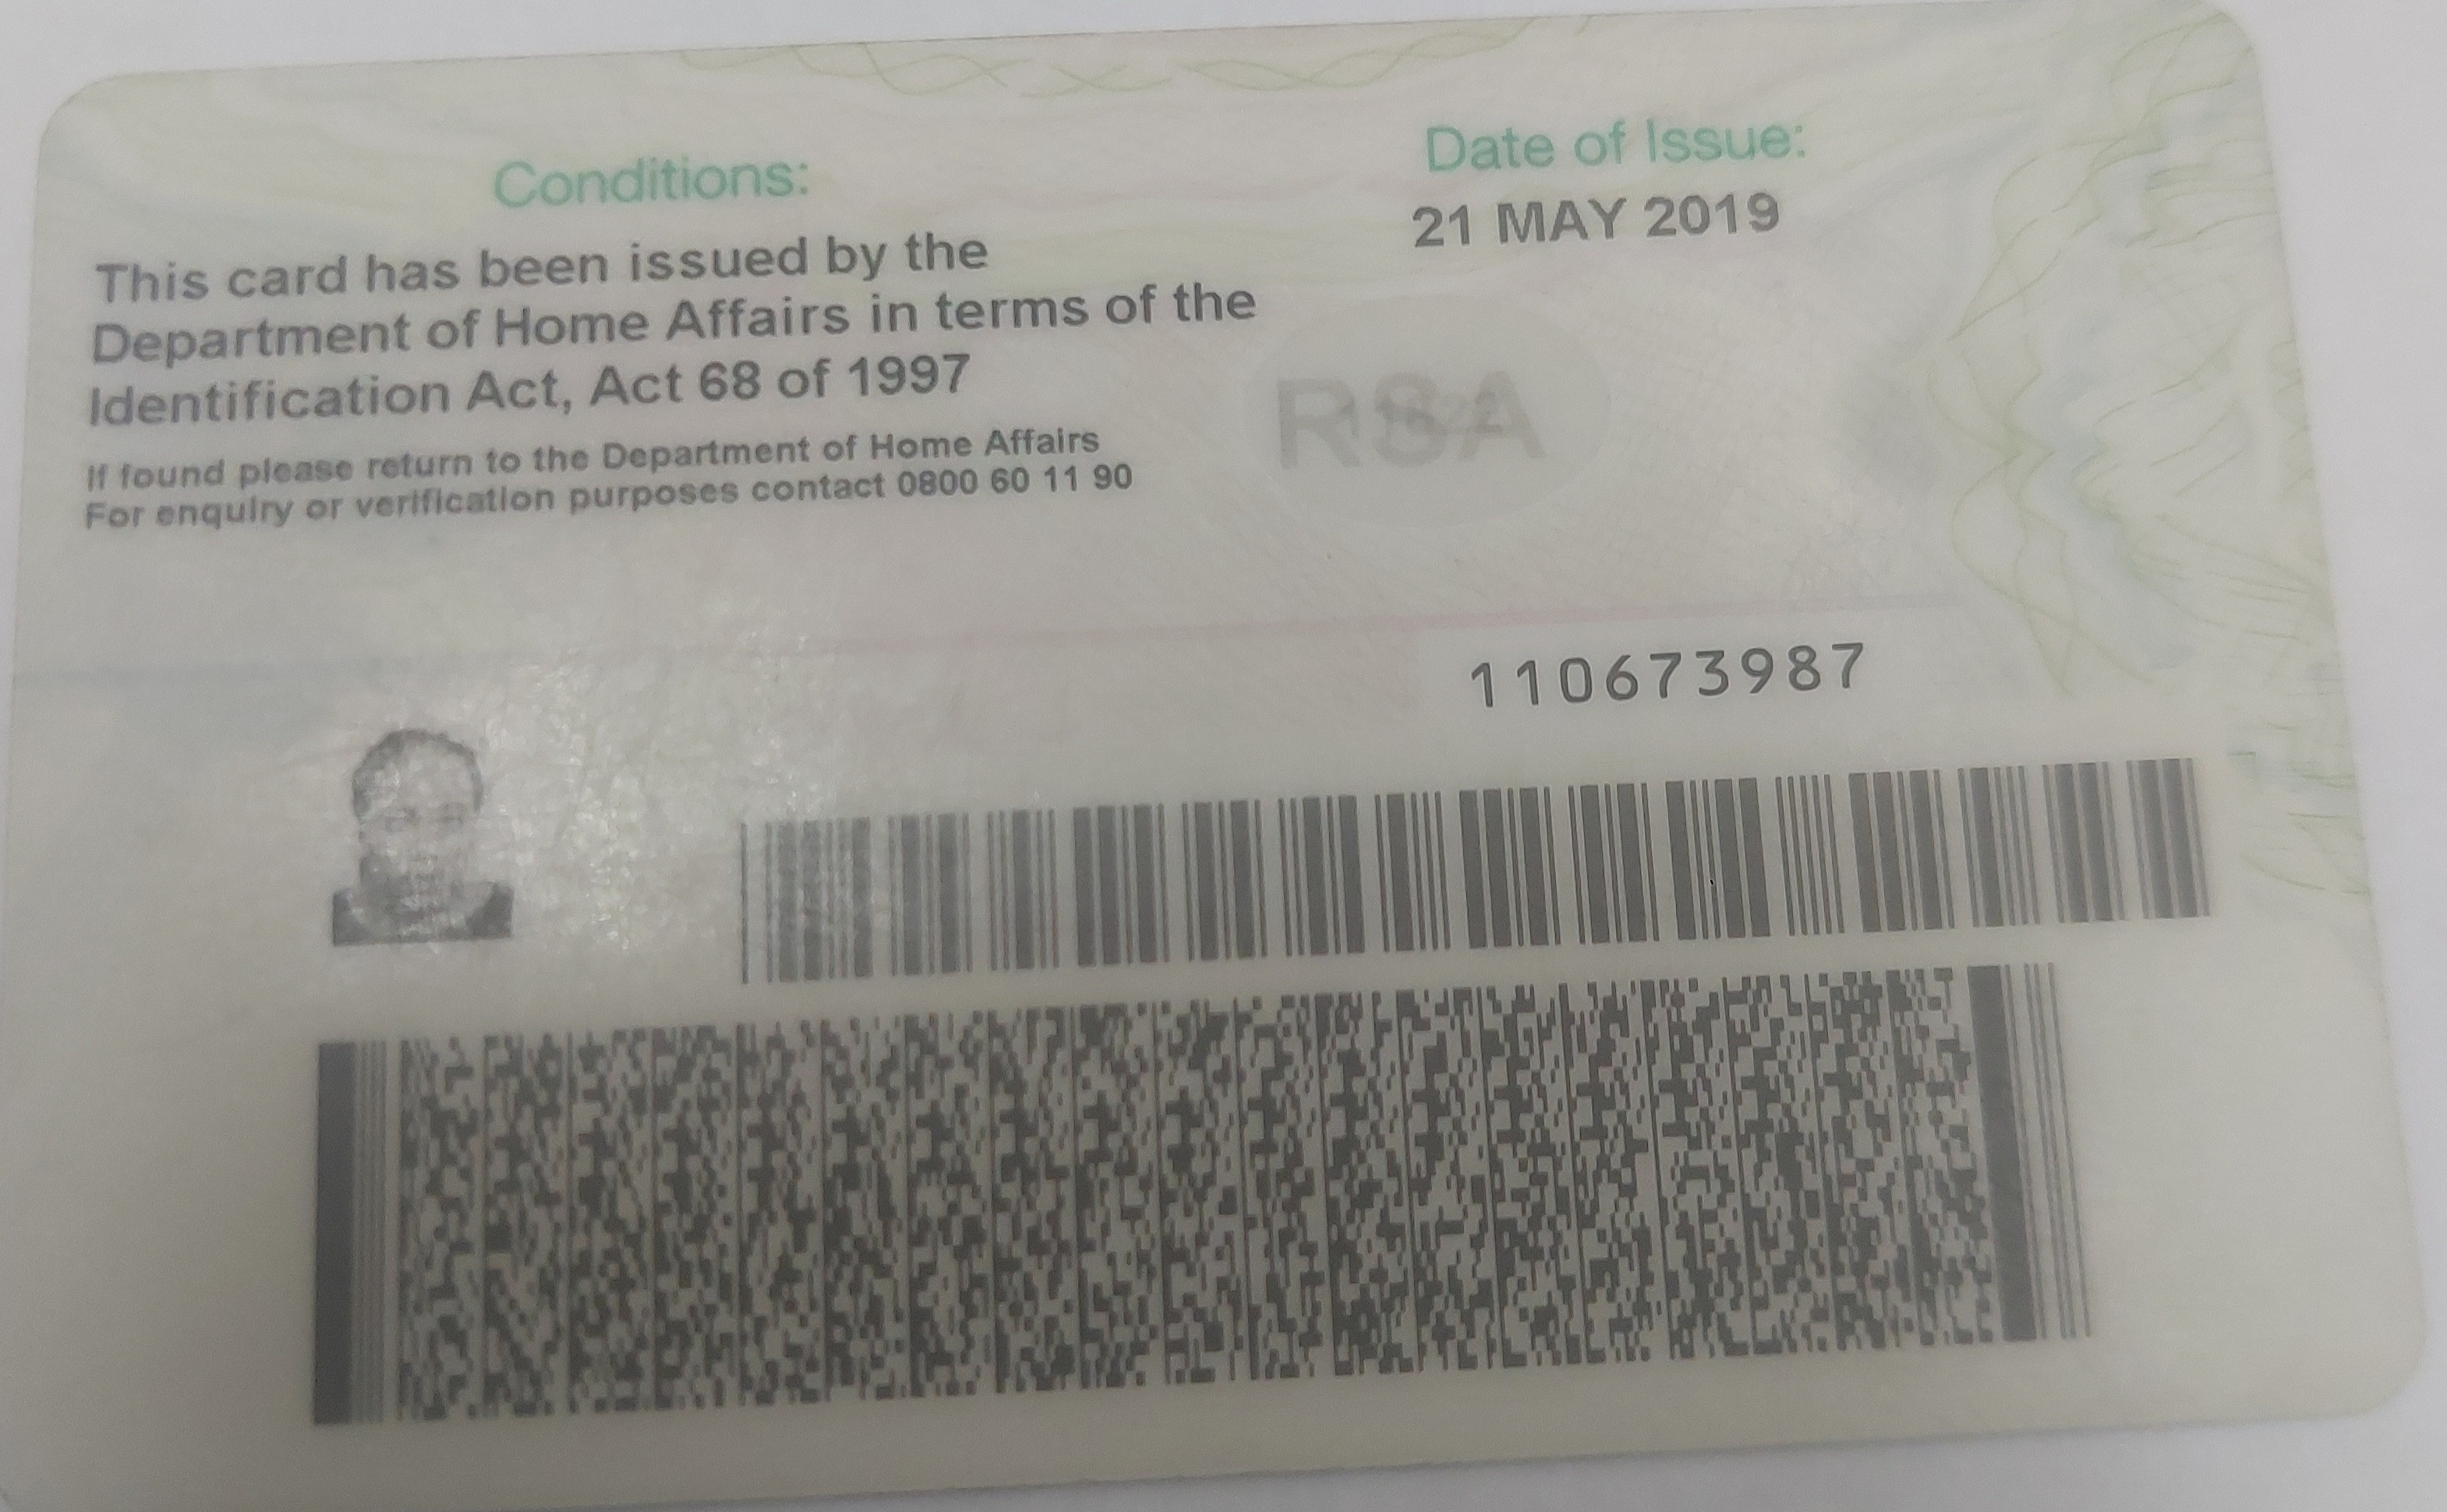 Conditions:
This card has been issued by the
Department of Home Affairs in terms of the
Identification Act, Act 68 of 1997
If found please return to the Department of Home Affairs
For enquiry or verification purposes contact 0800 60 11 90
Date of Issue:
21 MAY 2019
RSA
110673987